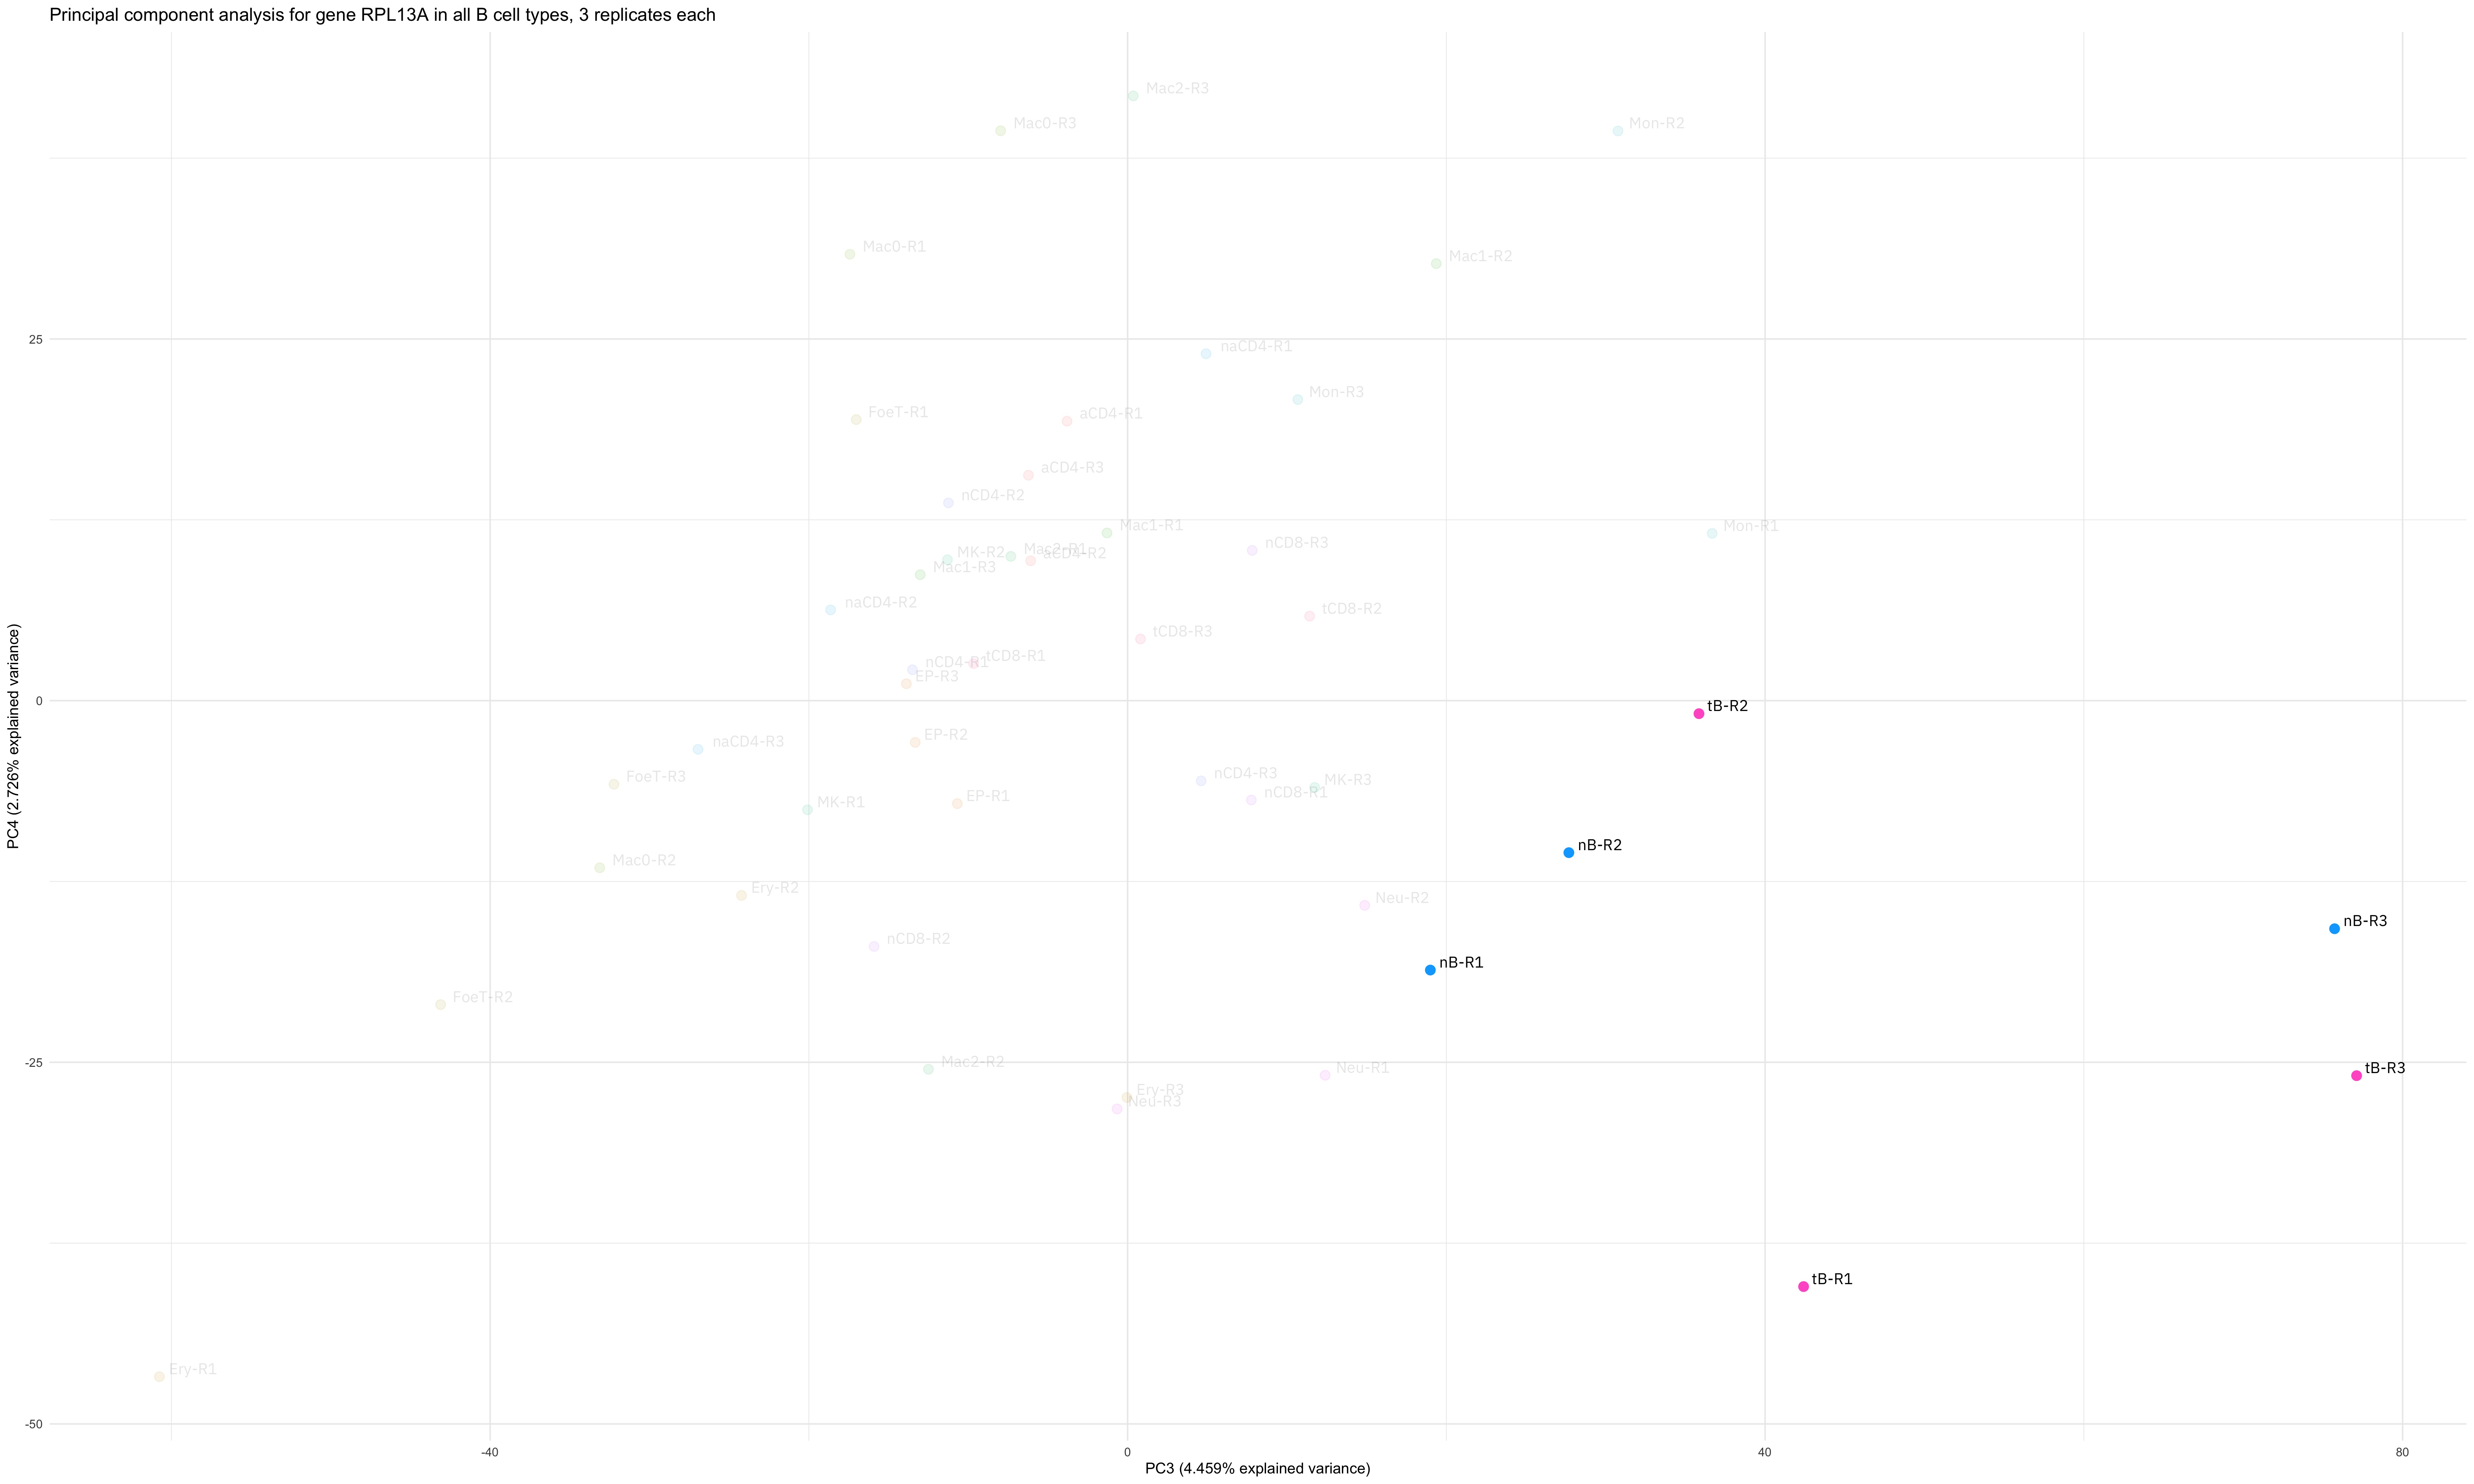 Principal component analysis for gene RPL13A in all B cell types, 3 replicates each
Mac2-R3
Mac0-R3
Mon-R2
Mac0-R1
Mac1-R2
25
naCD4-R1
Mon-R3
FoeT-R1
aCD4-R1
aCD4-R3
nCD4-R2
Mac1-R1
Mon-R1
nCD8-R3
MK-R2
Mac2-R1
aCD4-R2
Mac1-R3
naCD4-R2
tCD8-R2
tCD8-R3
tCD8-R1
nCD4-R1
EP-R3
0
tB-R2
PC4 (2.726% explained variance)
EP-R2
naCD4-R3
nCD4-R3
FoeT-R3
MK-R3
nCD8-R1
EP-R1
MK-R1
nB-R2
Mac0-R2
Ery-R2
Neu-R2
nB-R3
nCD8-R2
nB-R1
FoeT-R2
-25
Mac2-R2
Neu-R1
tB-R3
Ery-R3
Neu-R3
tB-R1
Ery-R1
-50
-40
0
40
80
PC3 (4.459% explained variance)